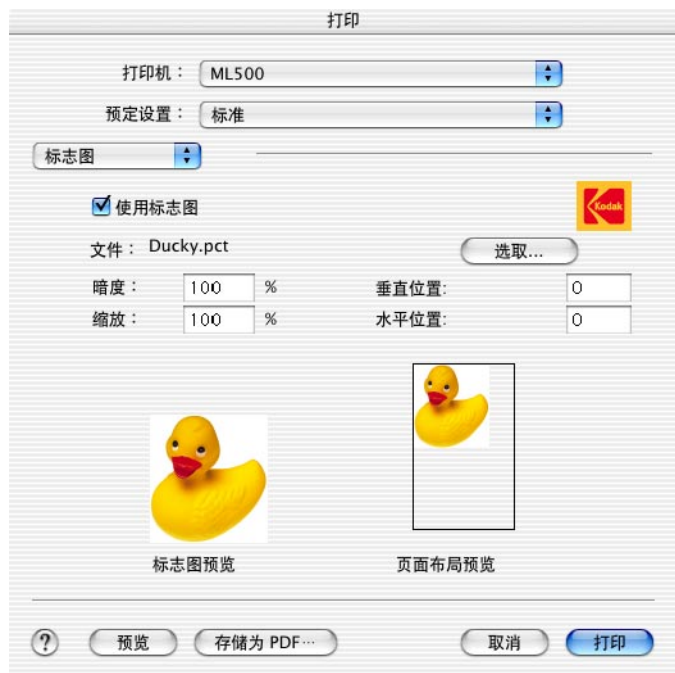 打印
打印机： ML500
预定设置： 标准
标志图
使用标志图
Kodak
文件： Ducky.pct 选取...
暗度： 100 % 垂直位置: 0
缩放： 100 % 水平位置: 0
标志图预览 页面布局预览
? 预览 存储为 PDF… 取消 打印